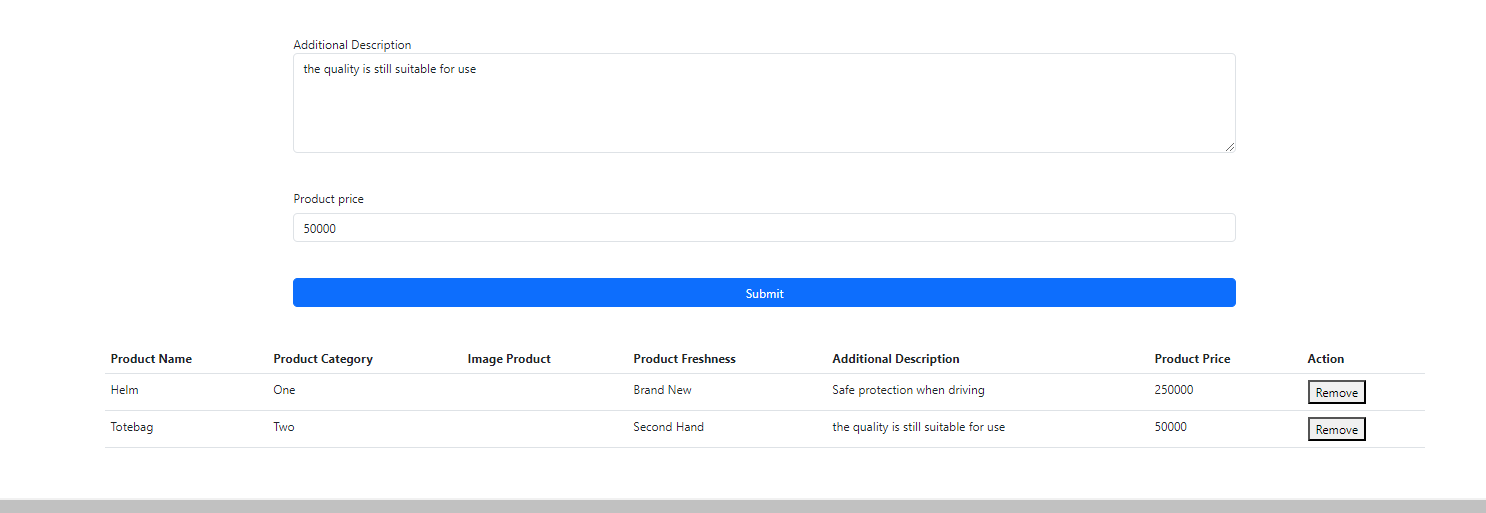 Additional Description
the quality is still suitable for use
Product price
50000
Submit
Product Name Product Category Image Product Product Freshness Additional Description Product Price Action
Helm One Brand New Safe protection when driving 250000 Remove
Totebag Two Second Hand the quality is still suitable for use 50000 Remove